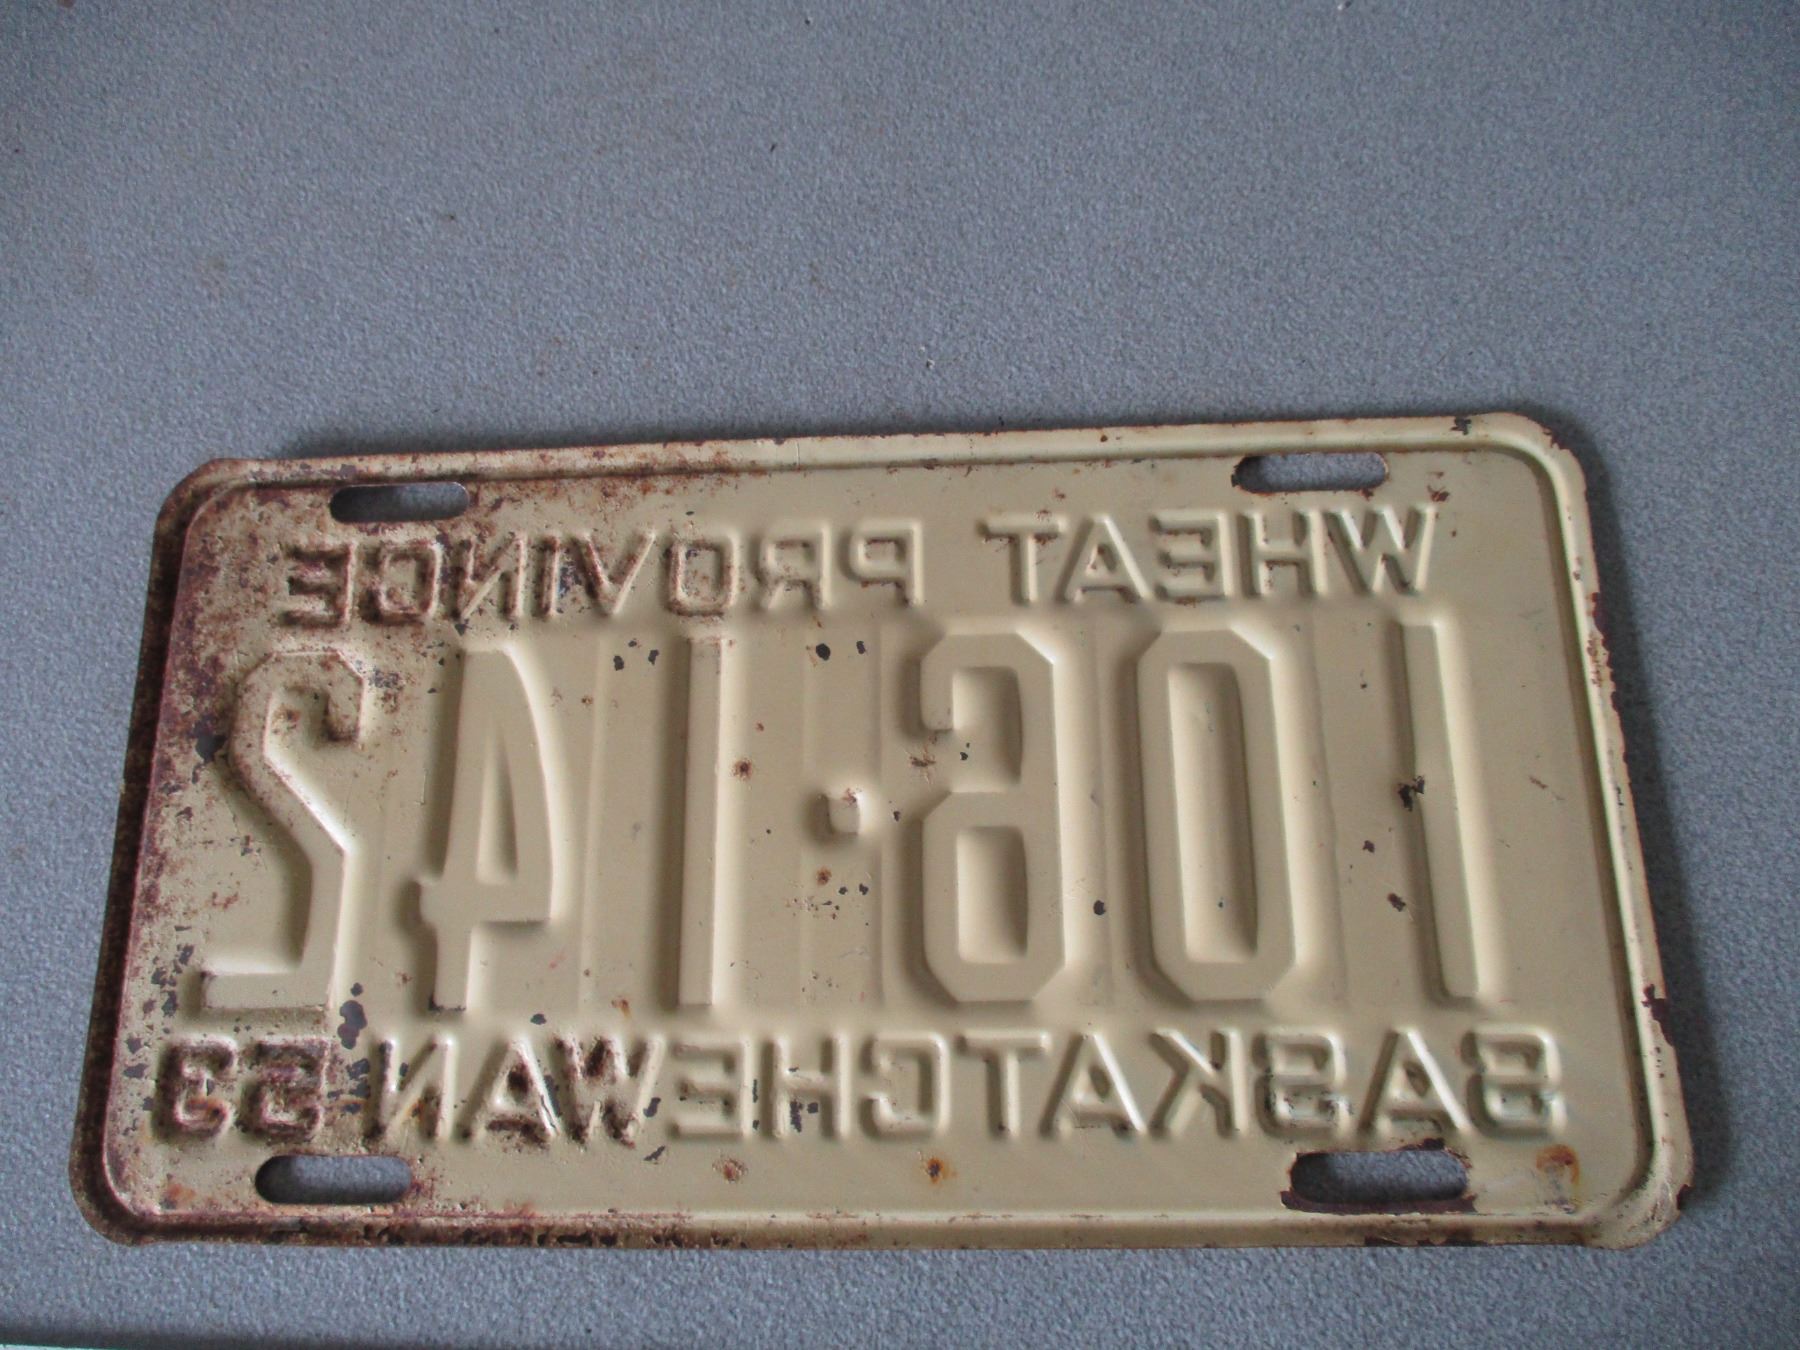 WHEAT PROVINCE
106·142
SASKATCHEWAN 53